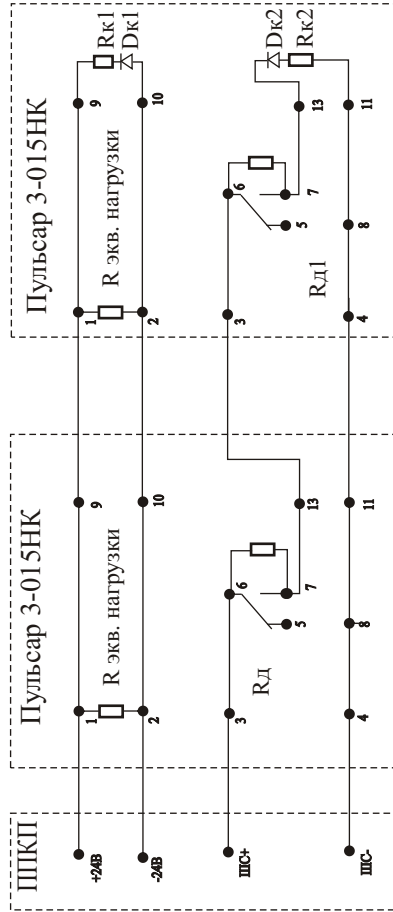 ППКП
+24В
-24В
ШС+
ШС-
Пульсар 3-015НК
1
9
R экв. нагрузки
2
10
3
6
5
7
13
Rд
4
8
11
Пульсар 3-015НК
1
9
Rк1
Dк1
R экв. нагрузки
2
10
3
6
5
7
13
Dк2
Rк2
Rд1
4
8
11